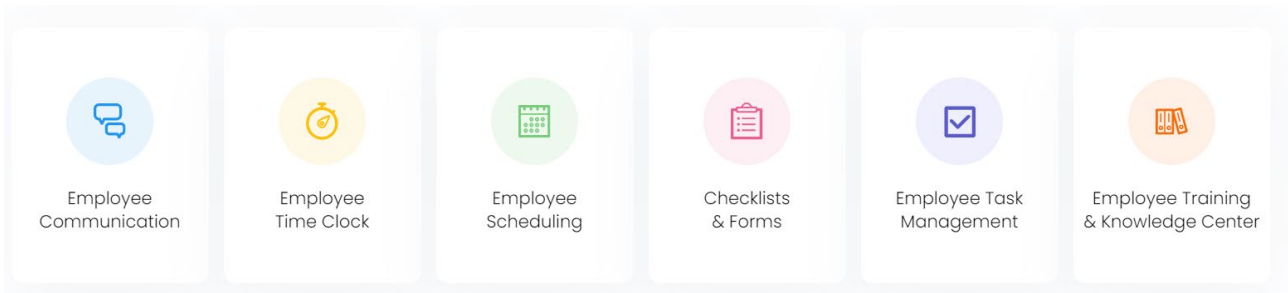 Employee
Communication
Employee
Time Clock
Employee
Scheduling
Checklists
& Forms
Employee Task
Management
Employee Training
& Knowledge Center